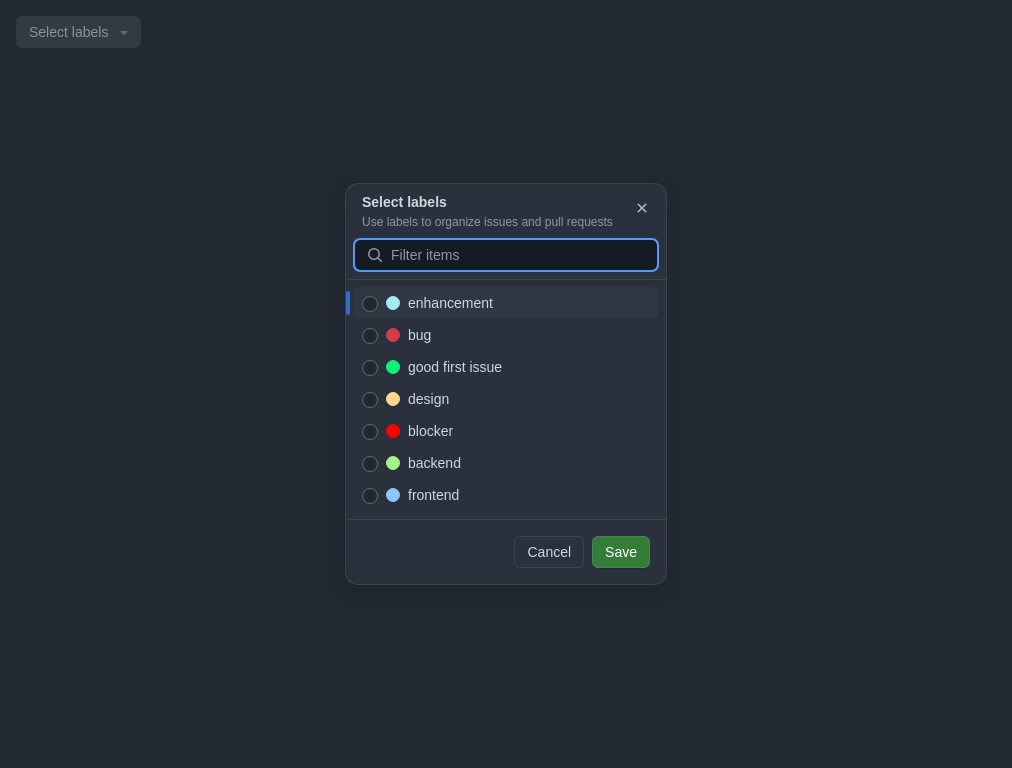 Select labels
Select labels
Use labels to organize issues and pull requests
Filter items
enhancement
bug
good first issue
design
blocker
backend
frontend
Cancel Save